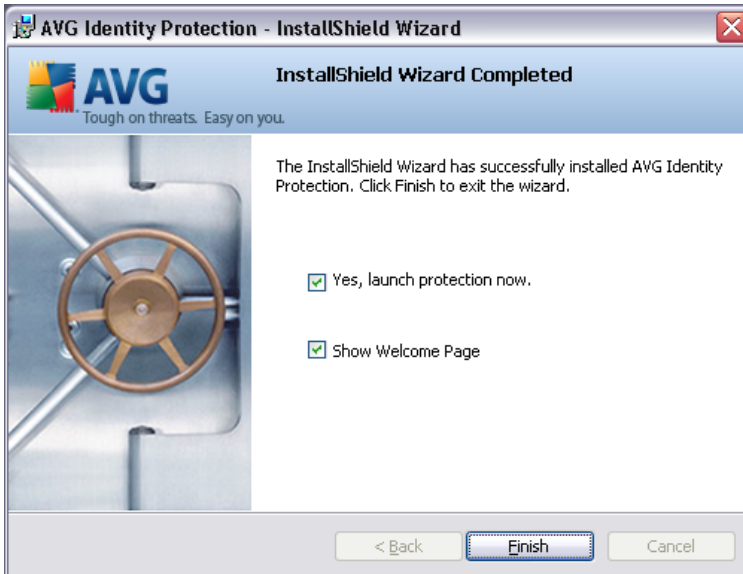 AVG Identity Protection - InstallShield Wizard
AVG
Tough on threats. Easy on you.
InstallShield Wizard Completed
The InstallShield Wizard has successfully installed AVG Identity
Protection. Click Finish to exit the wizard.
Yes, launch protection now.
Show Welcome Page
< Back
Finish
Cancel